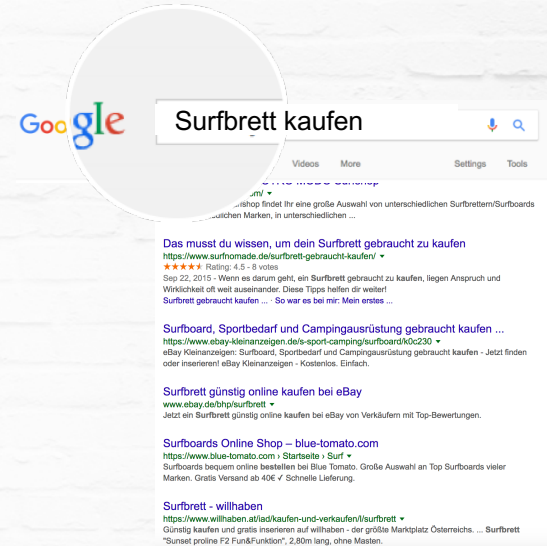 Google
Surfbrett kaufen
Videos More Settings Tools
om/
shop findet Ihr eine große Auswahl von unterschiedlichen Surfbrettern/Surfboards
Marken, in unterschiedlichen ...
Das musst du wissen, um dein Surfbrett gebraucht zu kaufen
https://www.surfnomade.de/surfbrett-gebraucht-kaufen/
Rating: 4.5 - 8 votes
Sep 22, 2015 - Wenn es darum geht, ein Surfbrett gebraucht zu kaufen, liegen Anspruch und
Wirklichkeit oft weit auseinander. Diese Tipps helfen dir weiter!
Surfbrett gebraucht kaufen ... · So war es bei mir: Mein erstes ...
Surfboard, Sportbedarf und Campingausrüstung gebraucht kaufen ...
https://www.ebay-kleinanzeigen.de/s-sport-camping/surfboard/k0c230
eBay Kleinanzeigen: Surfboard, Sportbedarf und Campingausrüstung gebraucht kaufen - Jetzt finden
oder inserieren! eBay Kleinanzeigen - Kostenlos. Einfach.
Surfbrett günstig online kaufen bei eBay
www.ebay.de/bhp/surfbrett
Jetzt ein Surfbrett günstig online kaufen bei eBay von Verkäufern mit Top-Bewertungen.
Surfboards Online Shop – blue-tomato.com
https://www.blue-tomato.com › Startseite › Surf
Surfboards bequem online bestellen bei Blue Tomato. Große Auswahl an Top Surfboards vieler
Marken. Gratis Versand ab 40€ ✓ Schnelle Lieferung.
Surfbrett - willhaben
https://www.willhaben.at/iad/kaufen-und-verkaufen/l/surfbrett
Günstig kaufen und gratis inserieren auf willhaben - der größte Marktplatz Österreichs. ... Surfbrett
"Sunset proline F2 Fun&Funktion", 2,80m lang, ohne Masten.